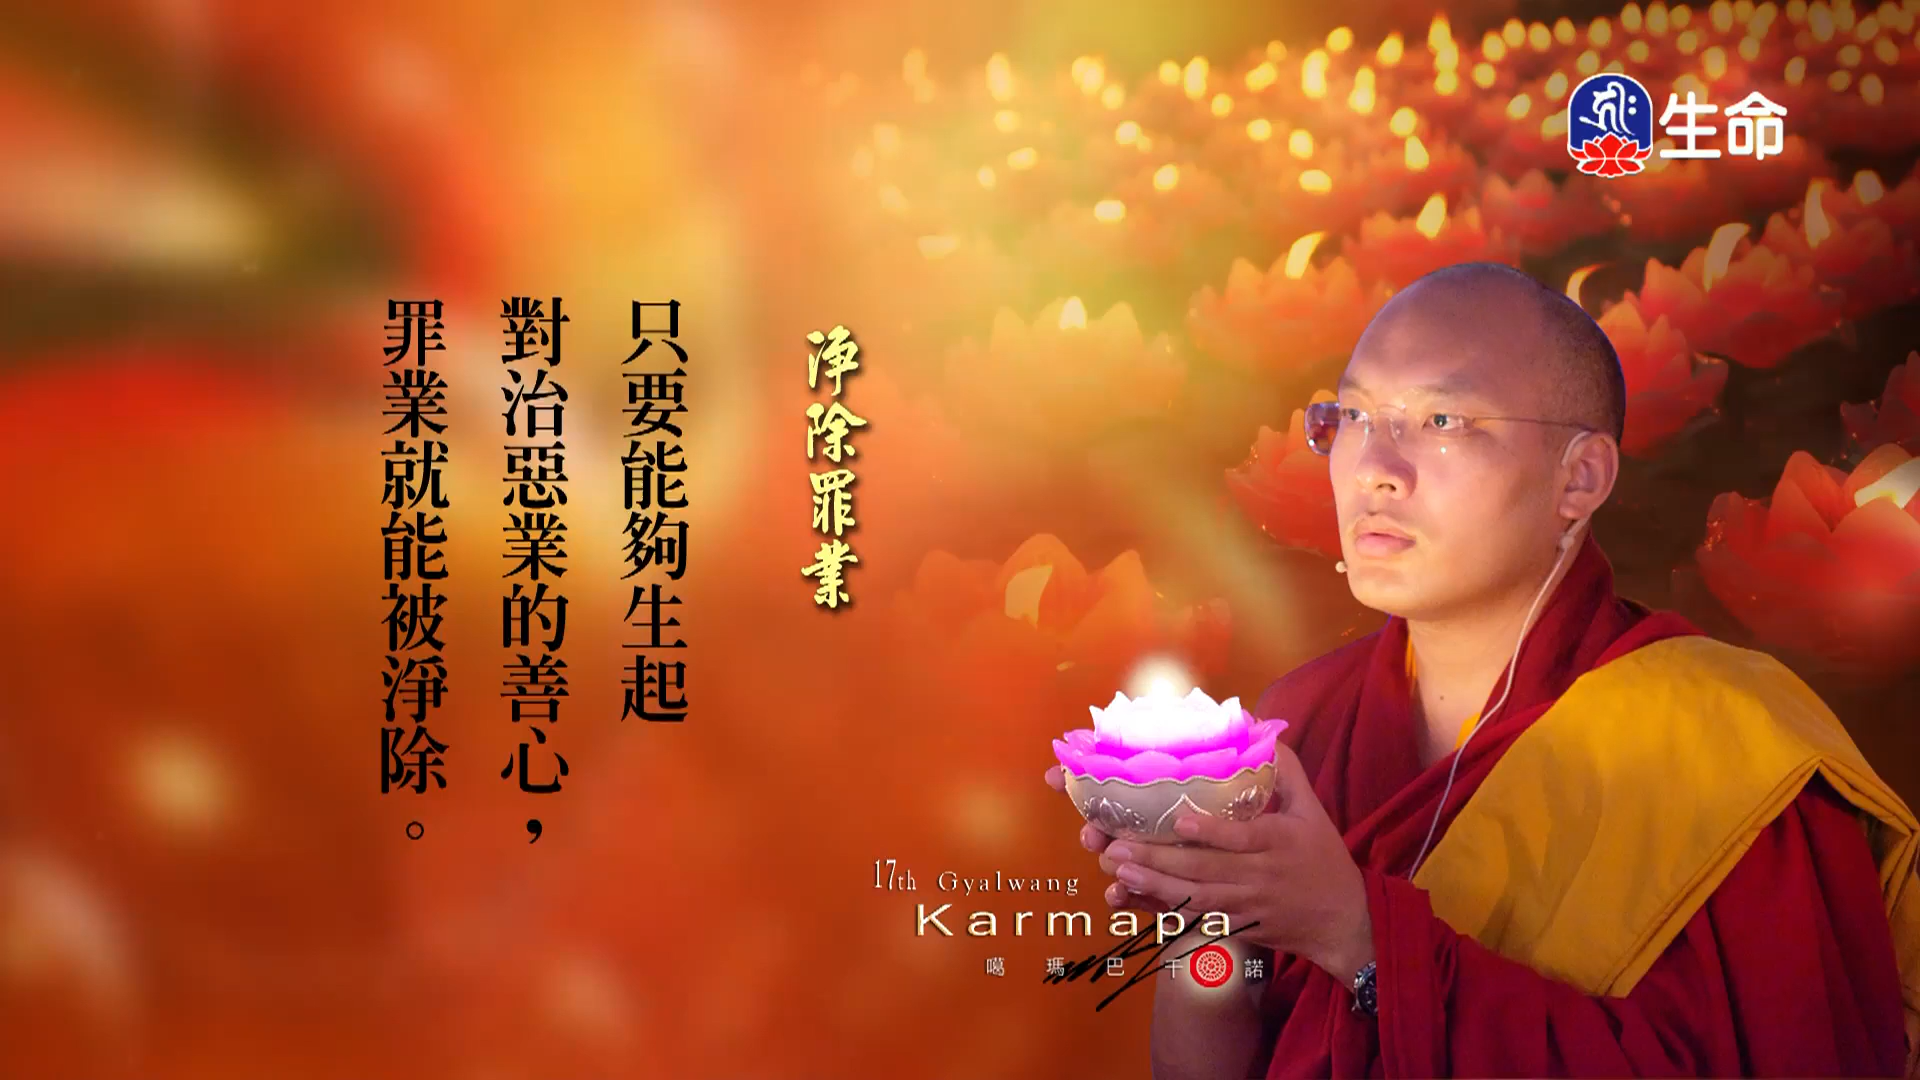 生命
淨除罪業
只要能夠生起
對治惡業的善心，
罪業就能被淨除。
17th Gyalwang
Karmapa
噶瑪巴千諾